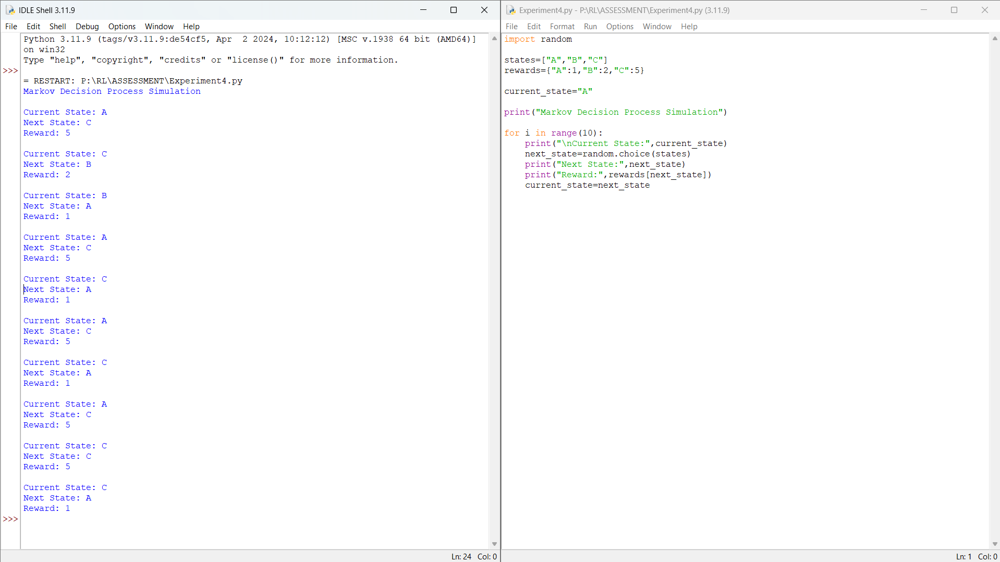 IDLE Shell 3.11.9
File Edit Shell Debug Options Window Help
Python 3.11.9 (tags/v3.11.9:de54cf5, Apr  2 2024, 10:12:12) [MSC v.1938 64 bit (AMD64)]
on win32
Type "help", "copyright", "credits" or "license()" for more information.
>>>
= RESTART: P:\RL\ASSESSMENT\Experiment4.py
Markov Decision Process Simulation

Current State: A
Next State: C
Reward: 5

Current State: C
Next State: B
Reward: 2

Current State: B
Next State: A
Reward: 1

Current State: A
Next State: C
Reward: 5

Current State: C
Next State: A
Reward: 1

Current State: A
Next State: C
Reward: 5

Current State: C
Next State: A
Reward: 1

Current State: A
Next State: C
Reward: 5

Current State: C
Next State: C
Reward: 5

Current State: C
Next State: A
Reward: 1
>>>
Ln: 24 Col: 0
Experiment4.py - P:\RL\ASSESSMENT\Experiment4.py (3.11.9)
File Edit Format Run Options Window Help
import random

states=["A","B","C"]
rewards={"A":1,"B":2,"C":5}

current_state="A"

print("Markov Decision Process Simulation")

for i in range(10):
    print("\nCurrent State:",current_state)
    next_state=random.choice(states)
    print("Next State:",next_state)
    print("Reward:",rewards[next_state])
    current_state=next_state
Ln: 1 Col: 0